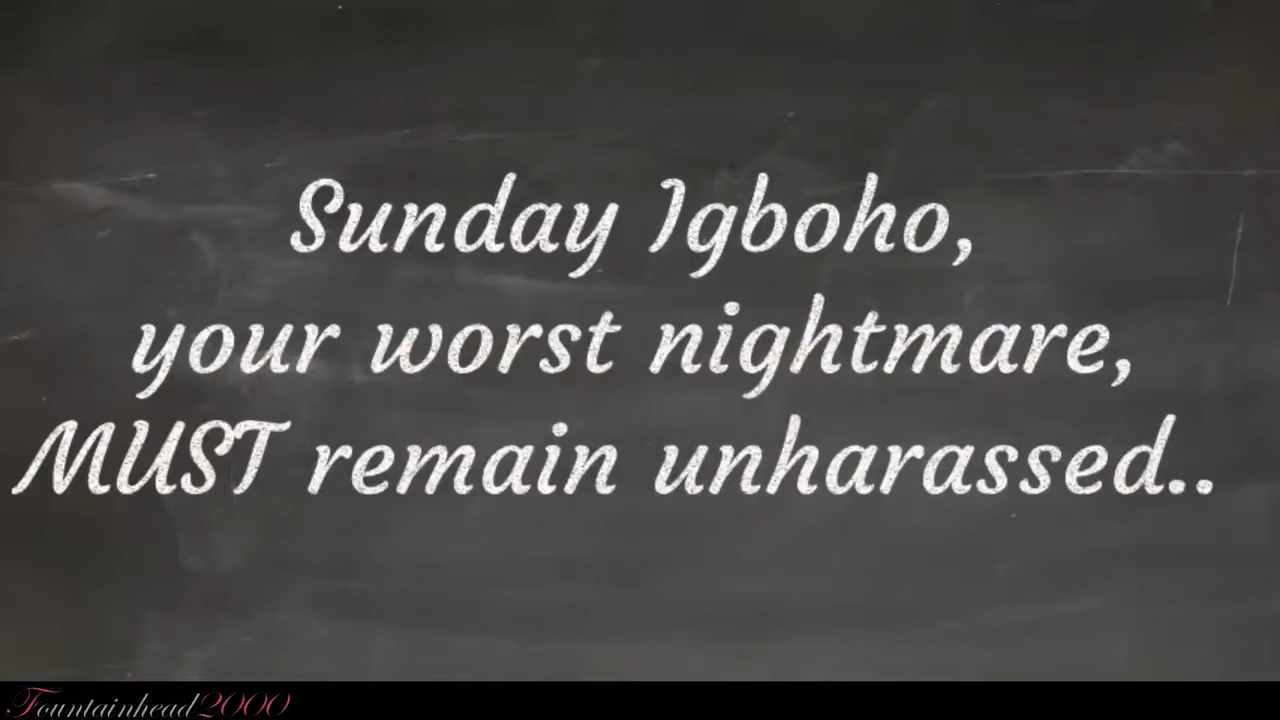 Sunday Igboho,
your worst nightmare,
MUST remain unharassed..
Fountainhead2000